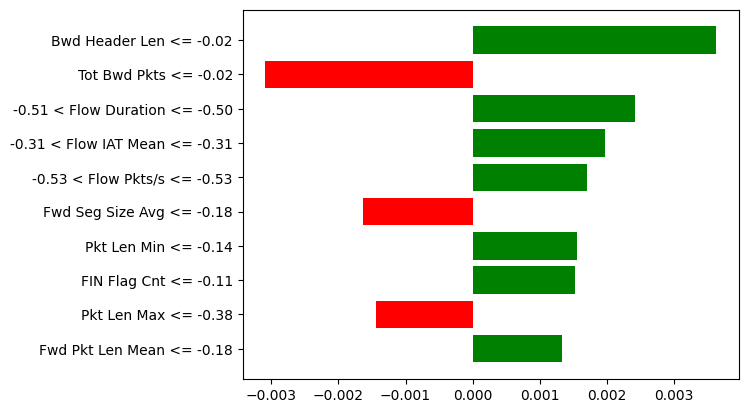 Bwd Header Len <= -0.02
Tot Bwd Pkts <= -0.02
-0.51 < Flow Duration <= -0.50
-0.31 < Flow IAT Mean <= -0.31
-0.53 < Flow Pkts/s <= -0.53
Fwd Seg Size Avg <= -0.18
Pkt Len Min <= -0.14
FIN Flag Cnt <= -0.11
Pkt Len Max <= -0.38
Fwd Pkt Len Mean <= -0.18
−0.003 −0.002 −0.001 0.000 0.001 0.002 0.003